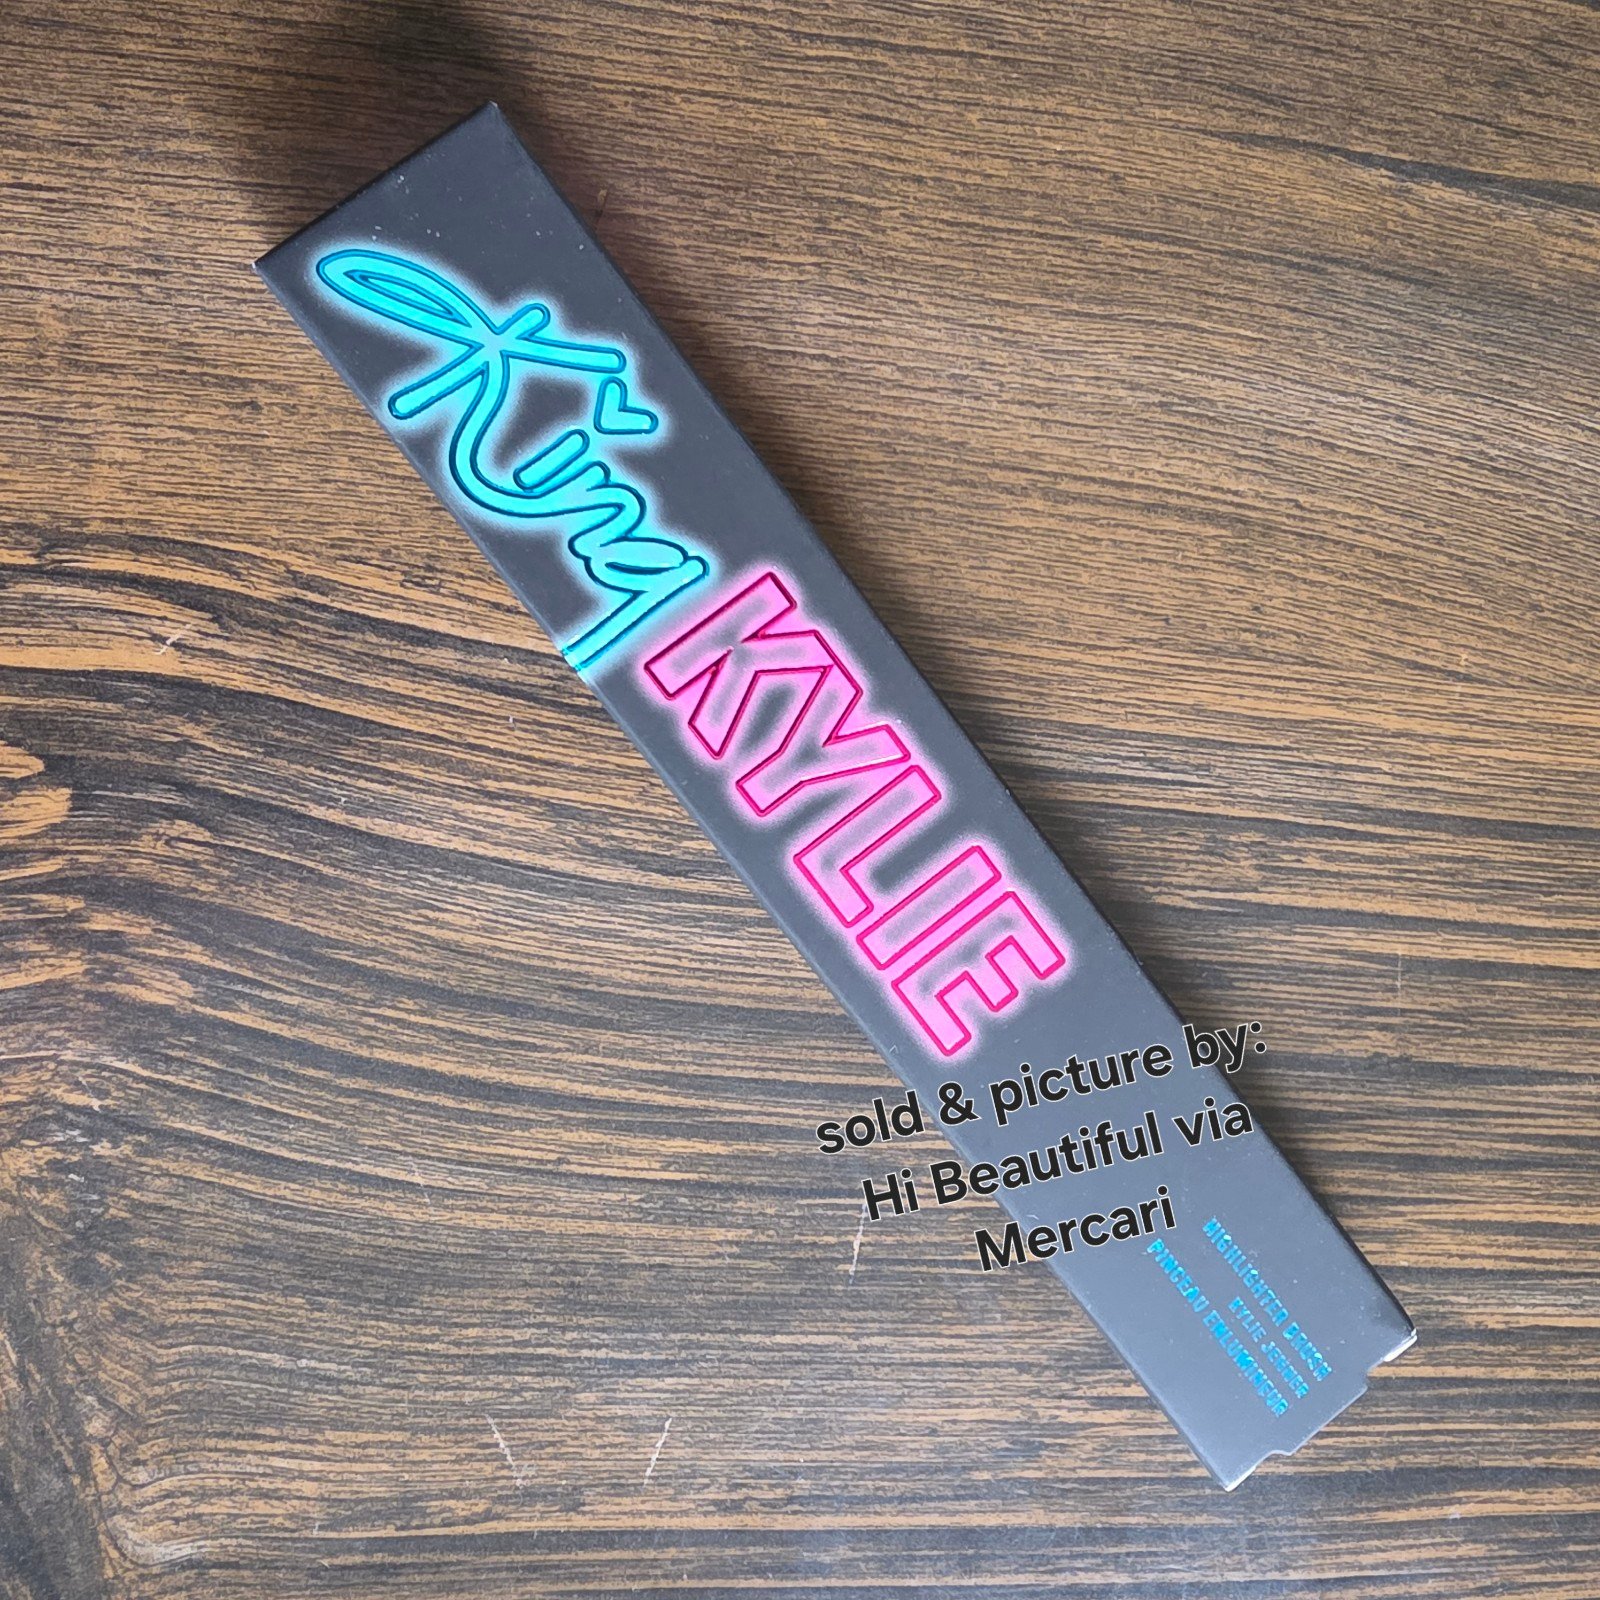 King
KYLIE
sold & picture by:
Hi Beautiful via
Mercari
HIGHLIGHTER BRUSH
KYLIE JENNER
PINCEAU ENLUMINEUR